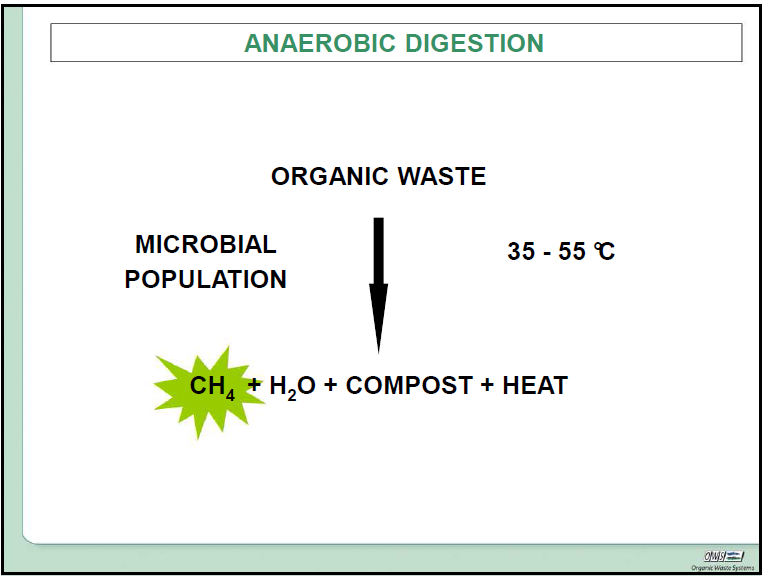 ANAEROBIC DIGESTION
ORGANIC WASTE
MICROBIAL
POPULATION
35 - 55 °C
CH₄ + H₂O + COMPOST + HEAT
OWS
Organic Waste Systems